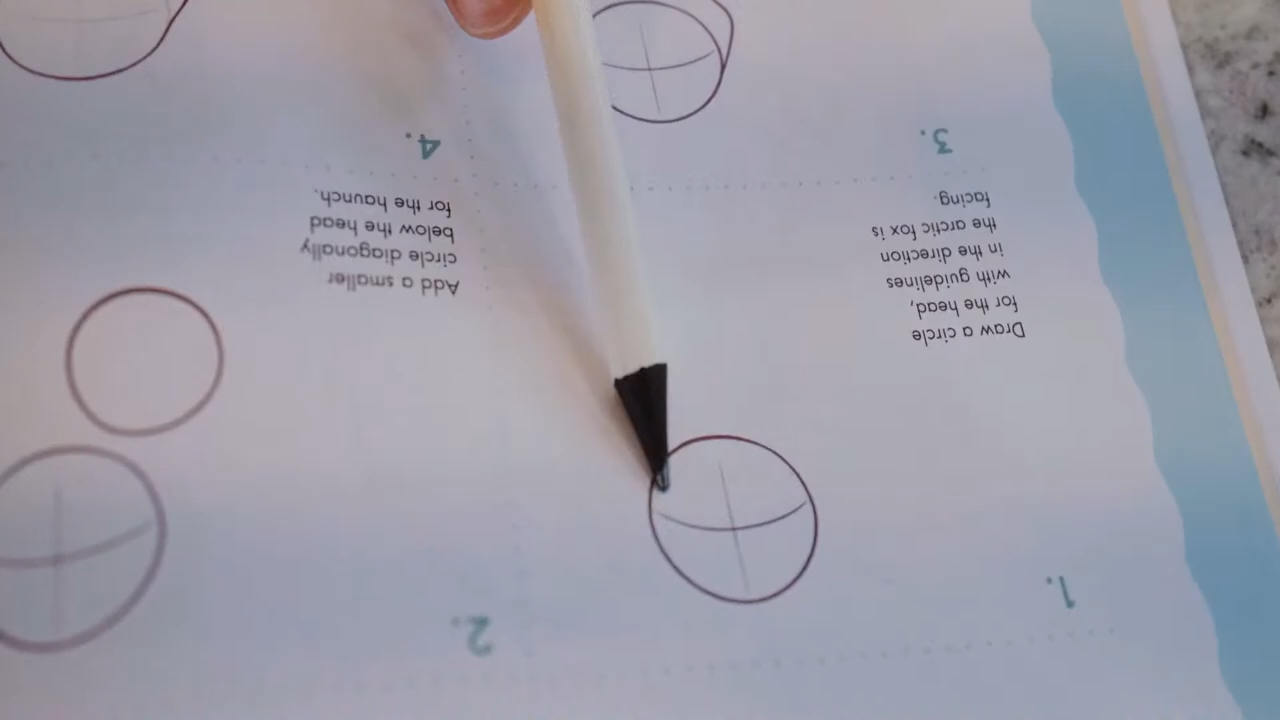 1.
Draw a circle
for the head,
with guidelines
in the direction
the arctic fox is
facing.
2.
Add a smaller
circle diagonally
below the head
for the haunch.
3.
4.